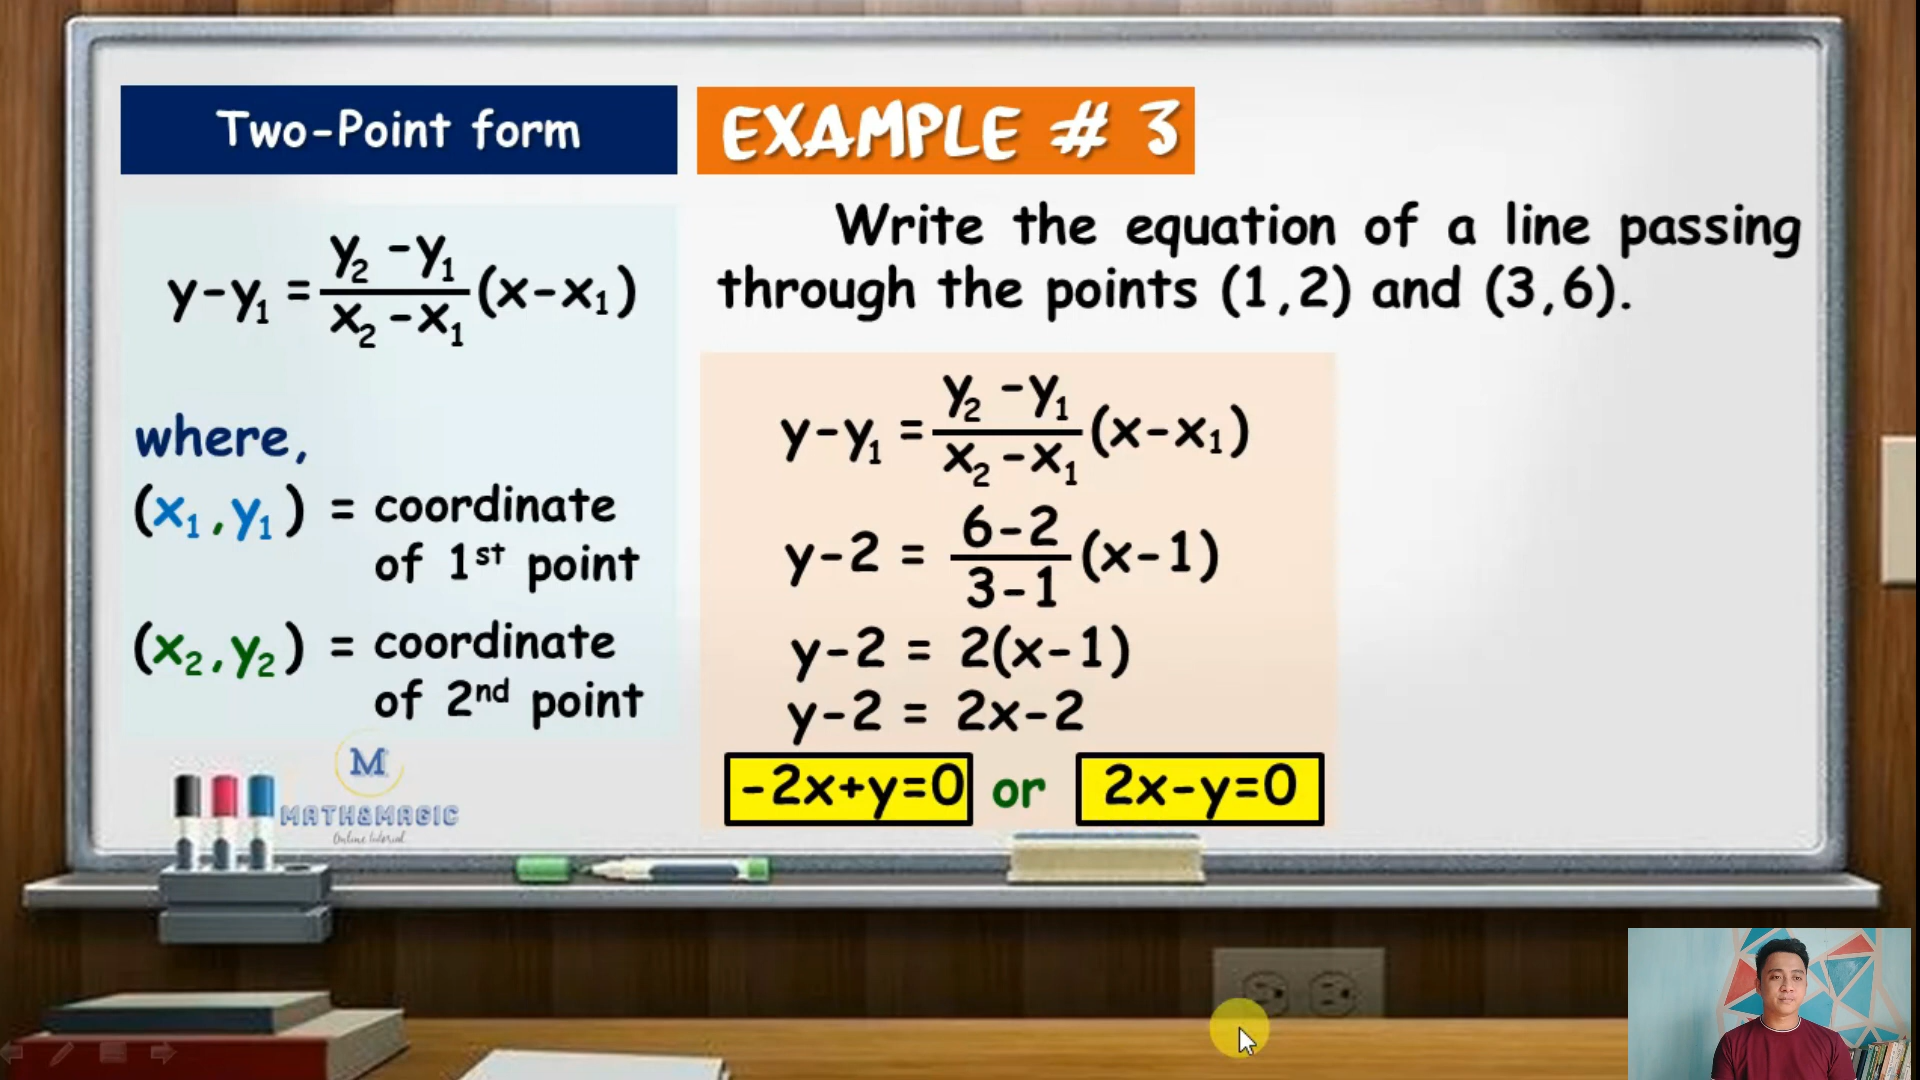 Two-Point form
y-y₁ = y₂-y₁/x₂-x₁ (x-x₁)
where,
(x₁,y₁) = coordinate
of 1st point
(x₂,y₂) = coordinate
of 2nd point
M
MATH&MAGIC
Online tutorial
EXAMPLE # 3
Write the equation of a line passing
through the points (1,2) and (3,6).
y-y₁ = y₂-y₁/x₂-x₁ (x-x₁)
y-2 = 6-2/3-1 (x-1)
y-2 = 2(x-1)
y-2 = 2x-2
-2x+y=0 or 2x-y=0